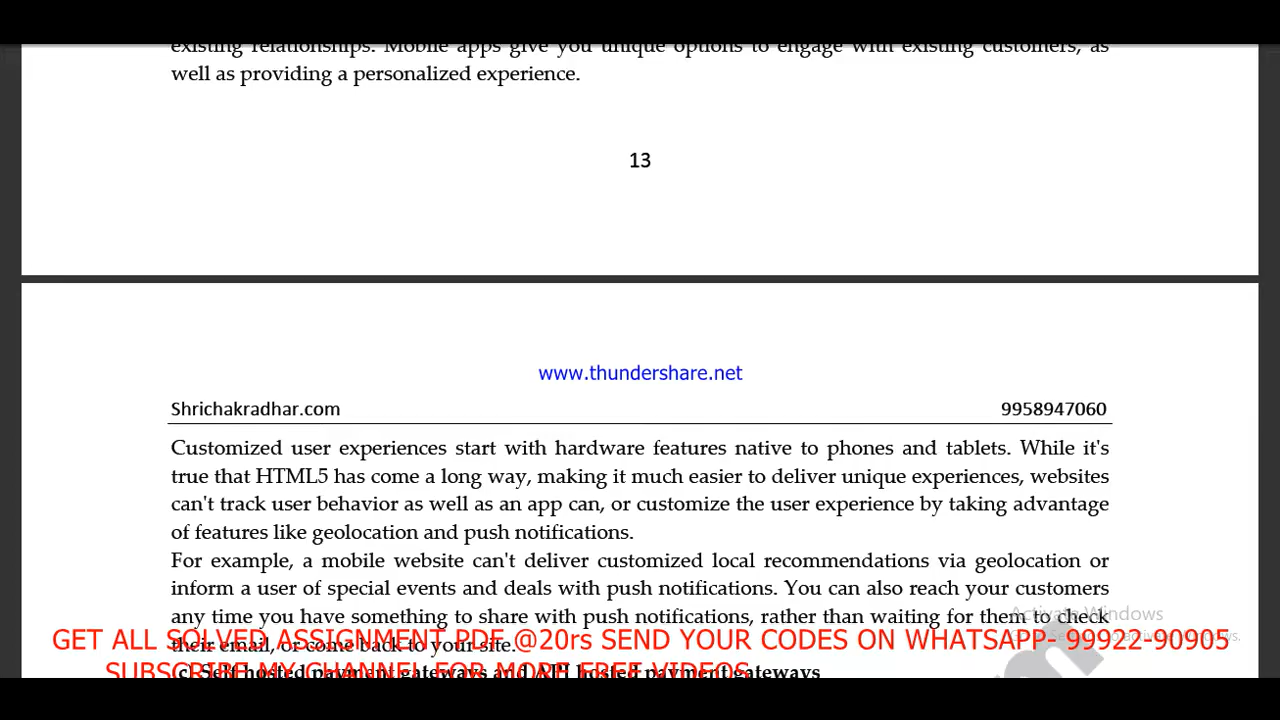 existing relationships. Mobile apps give you unique options to engage with existing customers, as
well as providing a personalized experience.
13
www.thundershare.net
Shrichakradhar.com 9958947060
Customized user experiences start with hardware features native to phones and tablets. While it's
true that HTML5 has come a long way, making it much easier to deliver unique experiences, websites
can't track user behavior as well as an app can, or customize the user experience by taking advantage
of features like geolocation and push notifications.
For example, a mobile website can't deliver customized local recommendations via geolocation or
inform a user of special events and deals with push notifications. You can also reach your customers
any time you have something to share with push notifications, rather than waiting for them to check
their email, or come back to your site.
c) Self hosted payment gateways and API hosted payment gateways
Activate Windows
to activate Windows.
GET ALL SOLVED ASSIGNMENT PDF @20rs SEND YOUR CODES ON WHATSAPP- 99922-90905
SUBSCRIBE MY CHANNEL FOR MORE FREE VIDEOS